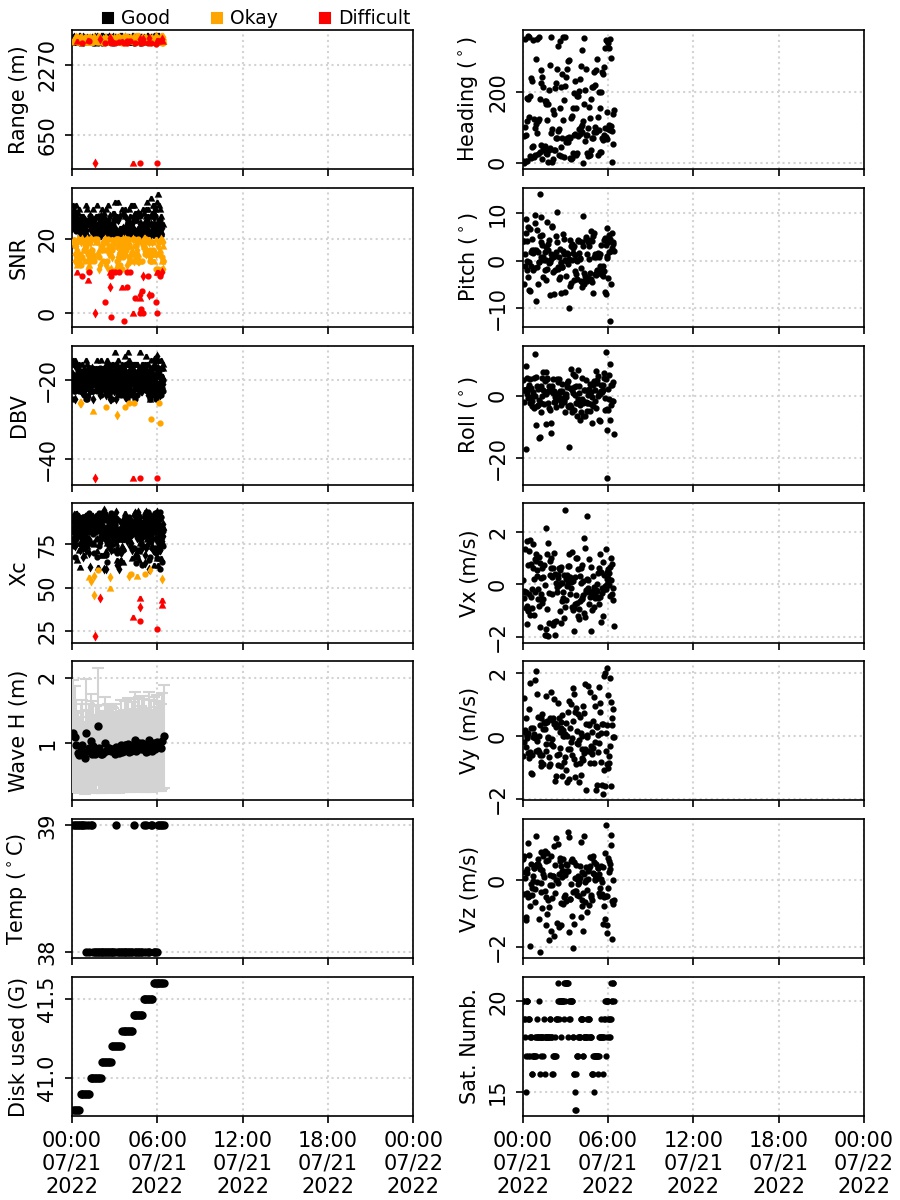 Good Okay Difficult
Range (m)
2270
650
Heading (°)
200
0
SNR
20
0
Pitch (°)
10
0
−10
DBV
−20
−40
Roll (°)
0
−20
Xc
75
50
25
Vx (m/s)
2
0
−2
Wave H (m)
2
1
Vy (m/s)
2
0
−2
Temp (°C)
39
38
Vz (m/s)
0
−2
Disk used (G)
41.5
41.0
Sat. Numb.
20
15
00:00 06:00 12:00 18:00 00:00
07/21 07/21 07/21 07/21 07/22
2022 2022 2022 2022 2022
00:00 06:00 12:00 18:00 00:00
07/21 07/21 07/21 07/21 07/22
2022 2022 2022 2022 2022